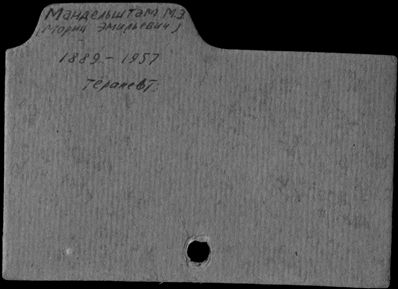 Мандельштам М.Э.
(Мориц Эмильевич)
1889 - 1957
терапевт.